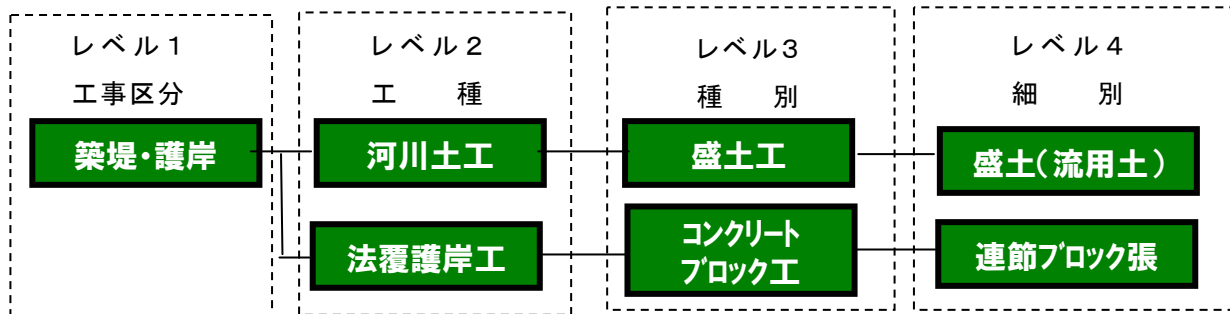 レベル1
工事区分
築堤・護岸
レベル2
工　種
河川土工
法覆護岸工
レベル3
種　別
盛土工
コンクリート
ブロック工
レベル4
細　別
盛土(流用土)
連節ブロック張